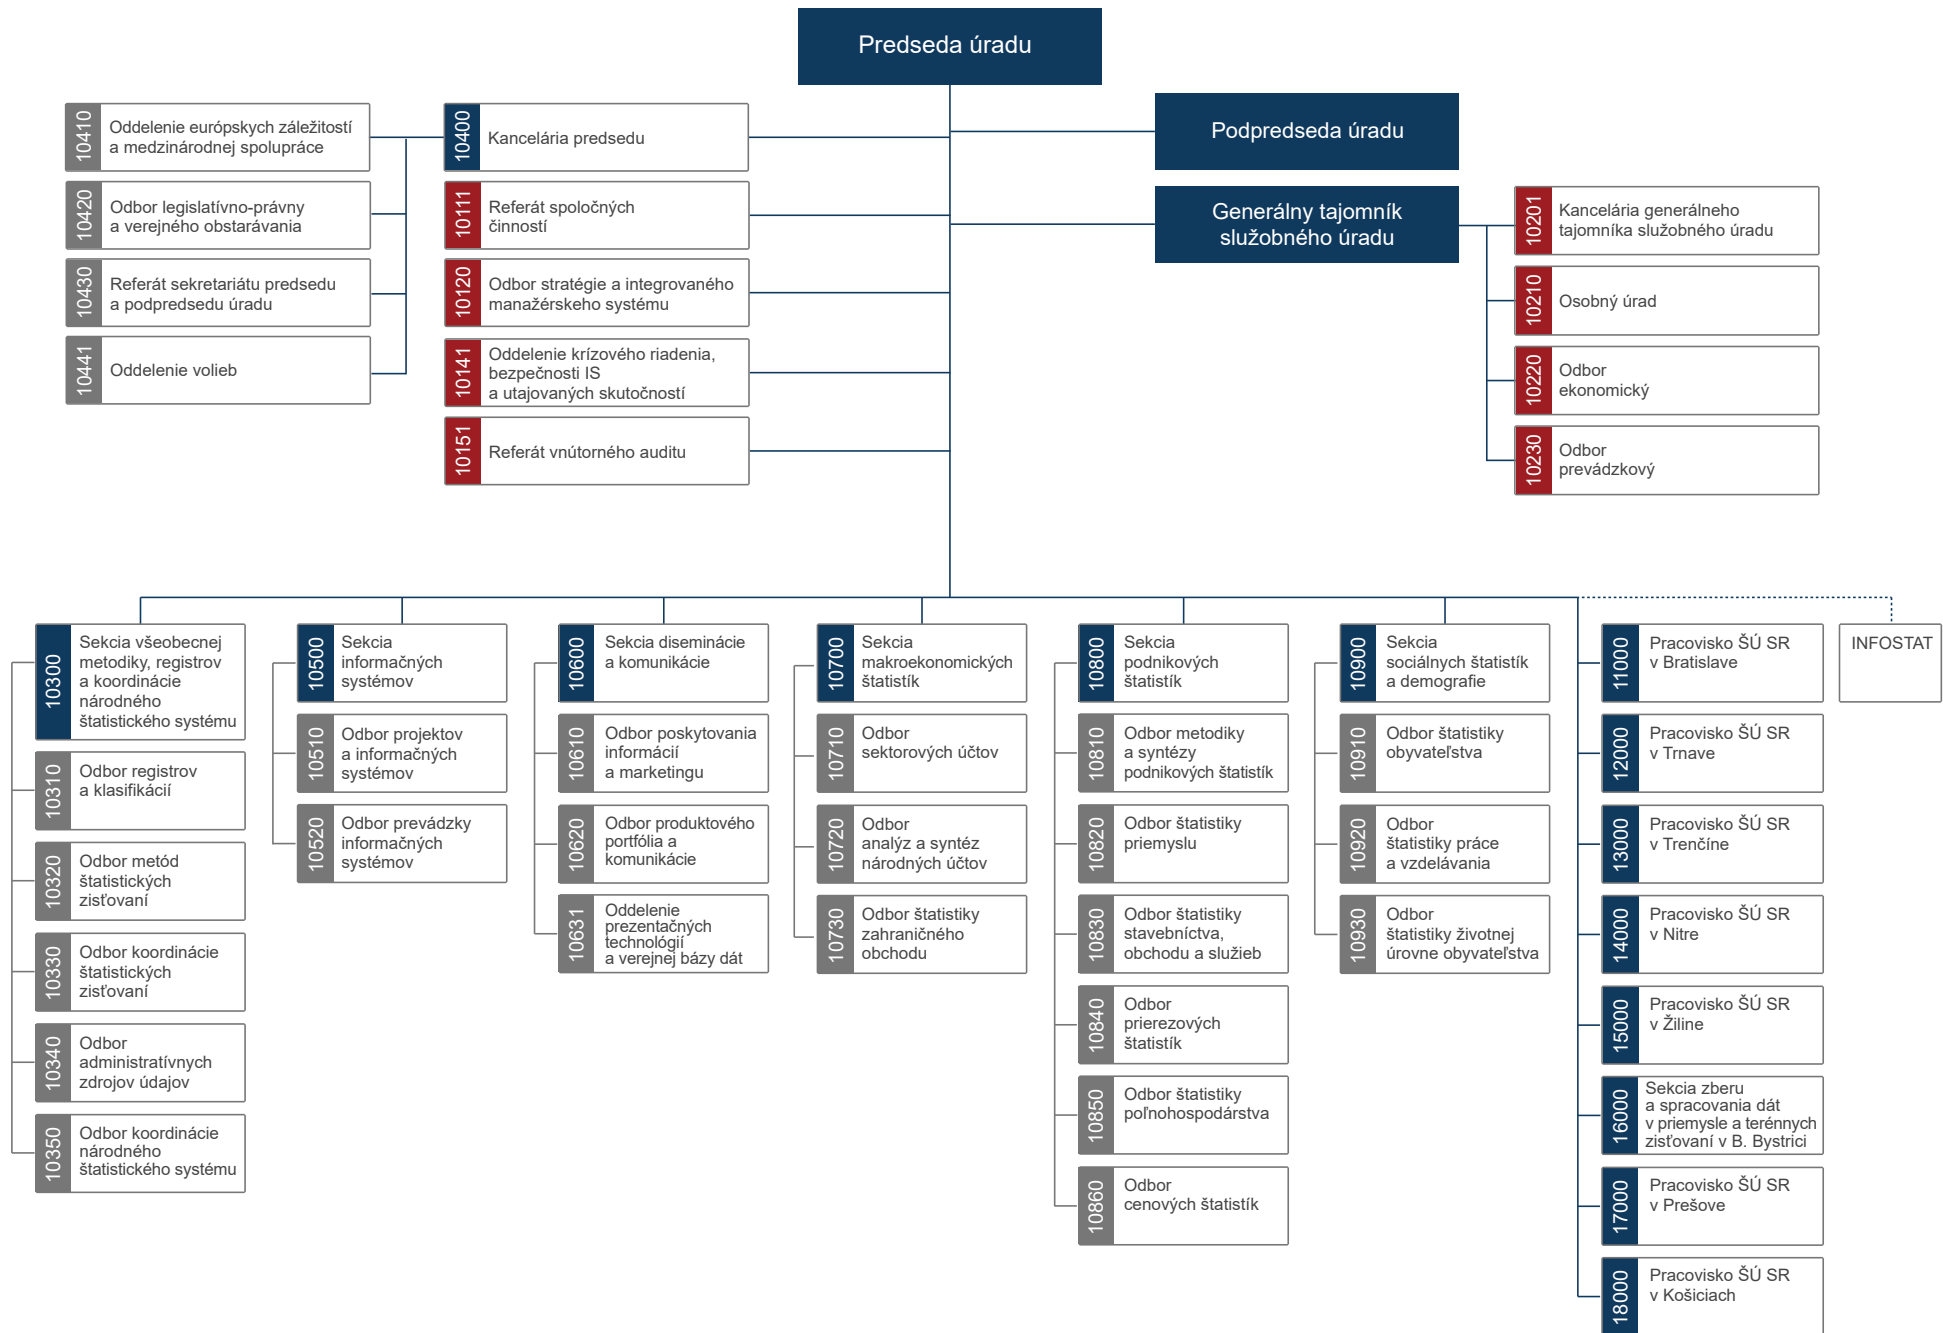 Predseda úradu
Podpredseda úradu
Generálny tajomník
služobného úradu
10410
Oddelenie európskych záležitostí
a medzinárodnej spolupráce
10420
Odbor legislatívno-právny
a verejného obstarávania
10430
Referát sekretariátu predsedu
a podpredsedu úradu
10441
Oddelenie volieb
10400
Kancelária predsedu
10111
Referát spoločných
činností
10120
Odbor stratégie a integrovaného
manažérskeho systému
10141
Oddelenie krízového riadenia,
bezpečnosti IS
a utajovaných skutočností
10151
Referát vnútorného auditu
10201
Kancelária generálneho
tajomníka služobného úradu
10210
Osobný úrad
10220
Odbor
ekonomický
10230
Odbor
prevádzkový
10300
Sekcia všeobecnej
metodiky, registrov
a koordinácie
národného
štatistického systému
10310
Odbor registrov
a klasifikácií
10320
Odbor metód
štatistických
zisťovaní
10330
Odbor koordinácie
štatistických
zisťovaní
10340
Odbor
administratívnych
zdrojov údajov
10350
Odbor koordinácie
národného
štatistického systému
10500
Sekcia
informačných
systémov
10510
Odbor projektov
a informačných
systémov
10520
Odbor prevádzky
informačných
systémov
10600
Sekcia diseminácie
a komunikácie
10610
Odbor poskytovania
informácií
a marketingu
10620
Odbor produktového
portfólia a
komunikácie
10631
Oddelenie
prezentačných
technológií
a verejnej bázy dát
10700
Sekcia
makroekonomických
štatistík
10710
Odbor
sektorových účtov
10720
Odbor
analýz a syntéz
národných účtov
10730
Odbor štatistiky
zahraničného
obchodu
10800
Sekcia
podnikových
štatistík
10810
Odbor metodiky
a syntézy
podnikových štatistík
10820
Odbor štatistiky
priemyslu
10830
Odbor štatistiky
stavebníctva,
obchodu a služieb
10840
Odbor
prierezových
štatistík
10850
Odbor štatistiky
poľnohospodárstva
10860
Odbor
cenových štatistík
10900
Sekcia
sociálnych štatistík
a demografie
10910
Odbor štatistiky
obyvateľstva
10920
Odbor
štatistiky práce
a vzdelávania
10930
Odbor
štatistiky životnej
úrovne obyvateľstva
11000
Pracovisko ŠÚ SR
v Bratislave
12000
Pracovisko ŠÚ SR
v Trnave
13000
Pracovisko ŠÚ SR
v Trenčíne
14000
Pracovisko ŠÚ SR
v Nitre
15000
Pracovisko ŠÚ SR
v Žiline
16000
Sekcia zberu
a spracovania dát
v priemysle a terénnych
zisťovaní v B. Bystrici
17000
Pracovisko ŠÚ SR
v Prešove
18000
Pracovisko ŠÚ SR
v Košiciach
INFOSTAT